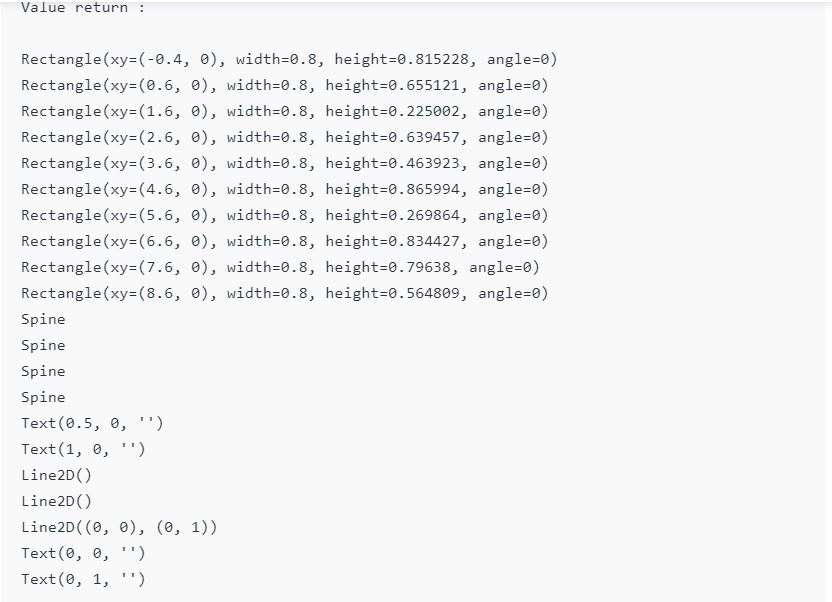 Value return :
Rectangle(xy=(-0.4, 0), width=0.8, height=0.815228, angle=0)
Rectangle(xy=(0.6, 0), width=0.8, height=0.655121, angle=0)
Rectangle(xy=(1.6, 0), width=0.8, height=0.225002, angle=0)
Rectangle(xy=(2.6, 0), width=0.8, height=0.639457, angle=0)
Rectangle(xy=(3.6, 0), width=0.8, height=0.463923, angle=0)
Rectangle(xy=(4.6, 0), width=0.8, height=0.865994, angle=0)
Rectangle(xy=(5.6, 0), width=0.8, height=0.269864, angle=0)
Rectangle(xy=(6.6, 0), width=0.8, height=0.834427, angle=0)
Rectangle(xy=(7.6, 0), width=0.8, height=0.79638, angle=0)
Rectangle(xy=(8.6, 0), width=0.8, height=0.564809, angle=0)
Spine
Spine
Spine
Spine
Text(0.5, 0, '')
Text(1, 0, '')
Line2D()
Line2D()
Line2D((0, 0), (0, 1))
Text(0, 0, '')
Text(0, 1, '')